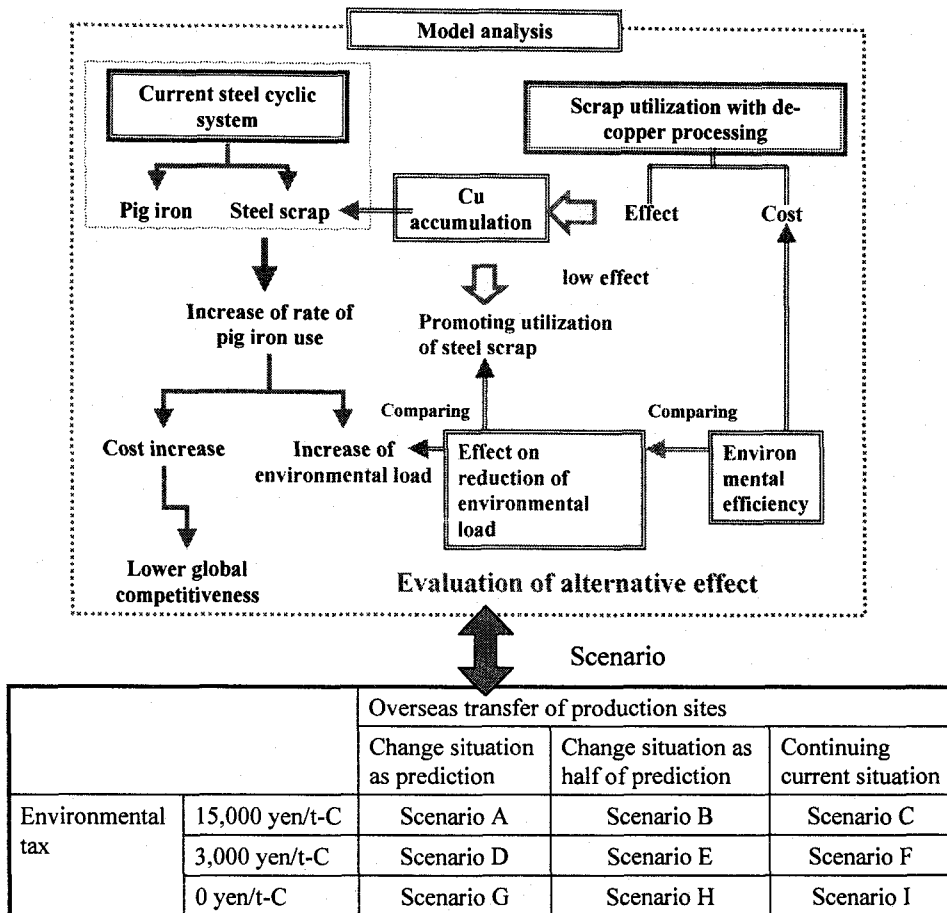 Model analysis
Current steel cyclic
system
Scrap utilization with de-
copper processing
Pig iron
Steel scrap
Cu
accumulation
Effect
Cost
low effect
Increase of rate of
pig iron use
Promoting utilization
of steel scrap
Comparing
Comparing
Cost increase
Increase of
environmental load
Effect on
reduction of
environmental
load
Environ
mental
efficiency
Lower global
competitiveness
Evaluation of alternative effect
Scenario
Overseas transfer of production sites
Change situation
as prediction
Change situation as
half of prediction
Continuing
current situation
Environmental
tax
15,000 yen/t-C
Scenario A
Scenario B
Scenario C
3,000 yen/t-C
Scenario D
Scenario E
Scenario F
0 yen/t-C
Scenario G
Scenario H
Scenario I